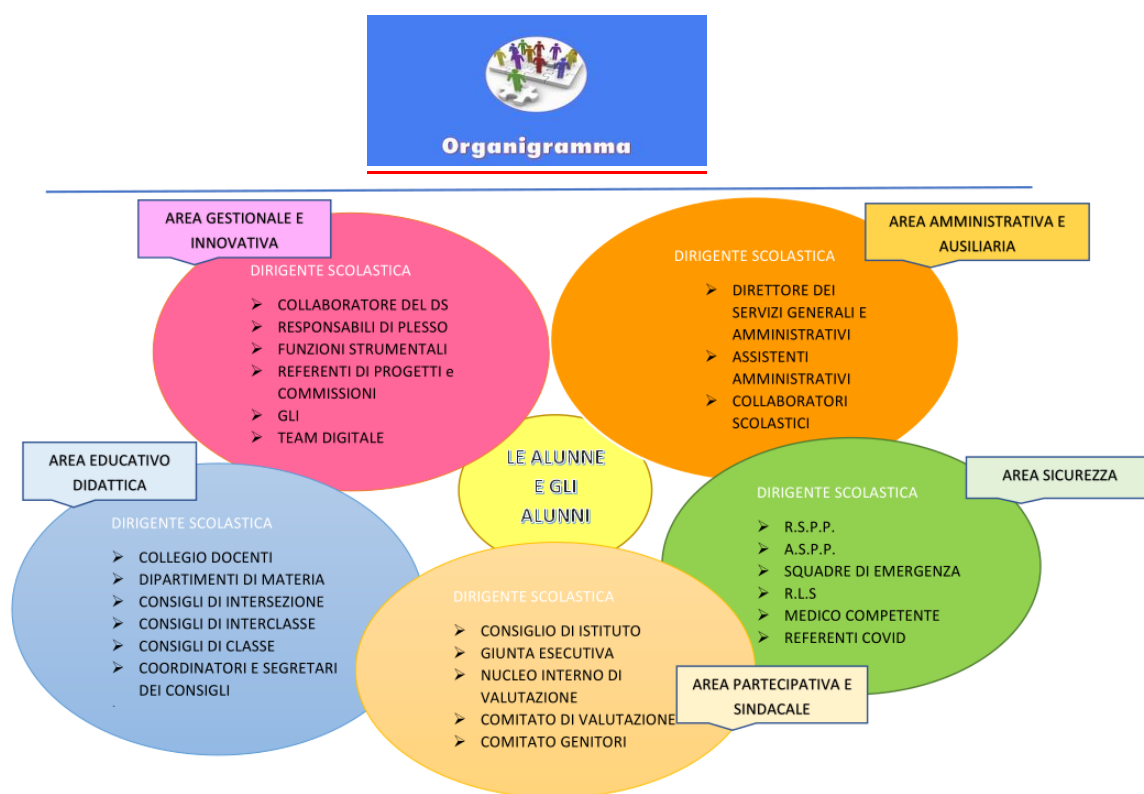 Organigramma
AREA GESTIONALE E
INNOVATIVA
DIRIGENTE SCOLASTICA
➢ COLLABORATORE DEL DS
➢ RESPONSABILI DI PLESSO
➢ FUNZIONI STRUMENTALI
➢ REFERENTI DI PROGETTI e
COMMISSIONI
➢ GLI
➢ TEAM DIGITALE
AREA AMMINISTRATIVA E
AUSILIARIA
DIRIGENTE SCOLASTICA
➢ DIRETTORE DEI
SERVIZI GENERALI E
AMMINISTRATIVI
➢ ASSISTENTI
AMMINISTRATIVI
➢ COLLABORATORI
SCOLASTICI
LE ALUNNE
E GLI
ALUNNI
AREA EDUCATIVO
DIDATTICA
DIRIGENTE SCOLASTICA
➢ COLLEGIO DOCENTI
➢ DIPARTIMENTI DI MATERIA
➢ CONSIGLI DI INTERSEZIONE
➢ CONSIGLI DI INTERCLASSE
➢ CONSIGLI DI CLASSE
➢ COORDINATORI E SEGRETARI
DEI CONSIGLI
.
AREA SICUREZZA
DIRIGENTE SCOLASTICA
➢ R.S.P.P.
➢ A.S.P.P.
➢ SQUADRE DI EMERGENZA
➢ R.L.S
➢ MEDICO COMPETENTE
➢ REFERENTI COVID
DIRIGENTE SCOLASTICA
➢ CONSIGLIO DI ISTITUTO
➢ GIUNTA ESECUTIVA
➢ NUCLEO INTERNO DI
VALUTAZIONE
➢ COMITATO DI VALUTAZIONE
➢ COMITATO GENITORI
AREA PARTECIPATIVA E
SINDACALE